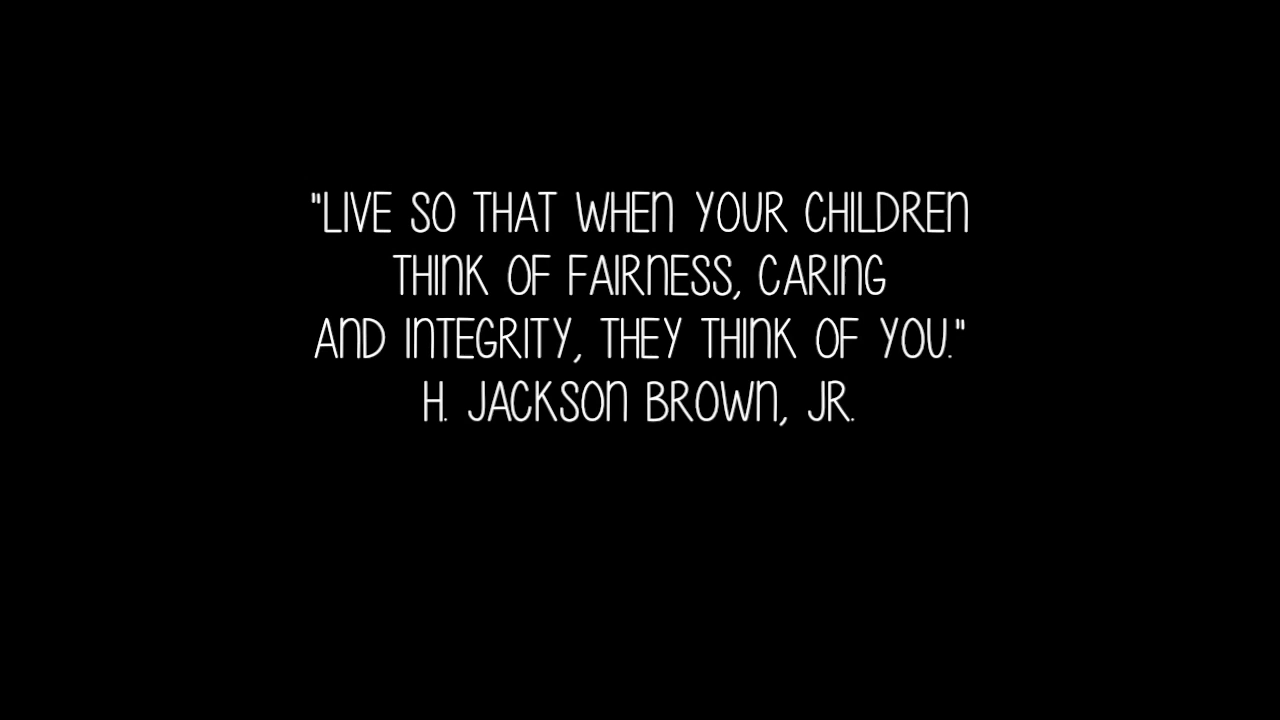 "LIVE SO THAT WHEN YOUR CHILDREN
THINK OF FAIRNESS, CARING
AND INTEGRITY, THEY THINK OF YOU."
H. JACKSON BROWN, JR.